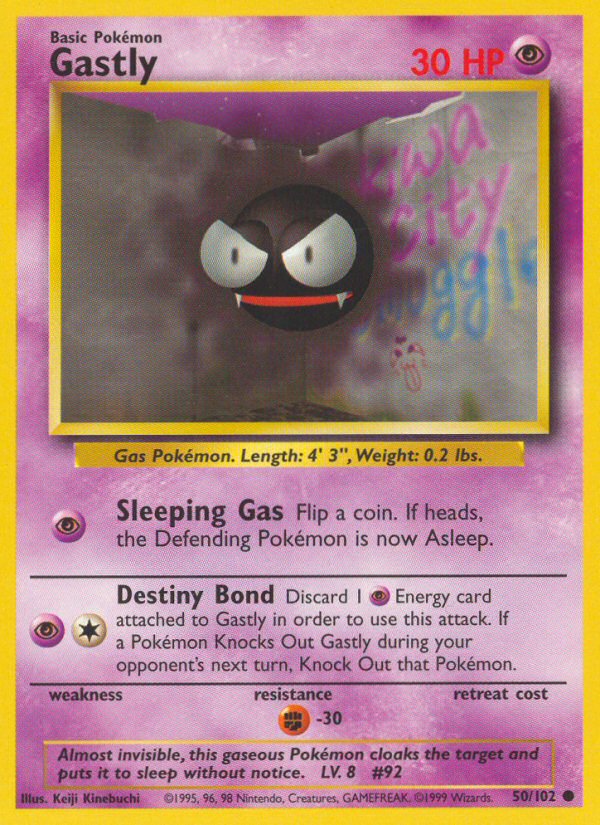 Basic Pokémon
Gastly
30 HP
city
Gas Pokémon. Length: 4' 3", Weight: 0.2 lbs.
Sleeping Gas Flip a coin. If heads,
the Defending Pokémon is now Asleep.
Destiny Bond Discard 1 Energy card
attached to Gastly in order to use this attack. If
a Pokémon Knocks Out Gastly during your
opponent's next turn, Knock Out that Pokémon.
weakness resistance retreat cost
-30
Almost invisible, this gaseous Pokémon cloaks the target and
puts it to sleep without notice. LV. 8 #92
Illus. Keiji Kinebuchi ©1995, 96, 98 Nintendo, Creatures, GAMEFREAK. ©1999 Wizards. 50/102